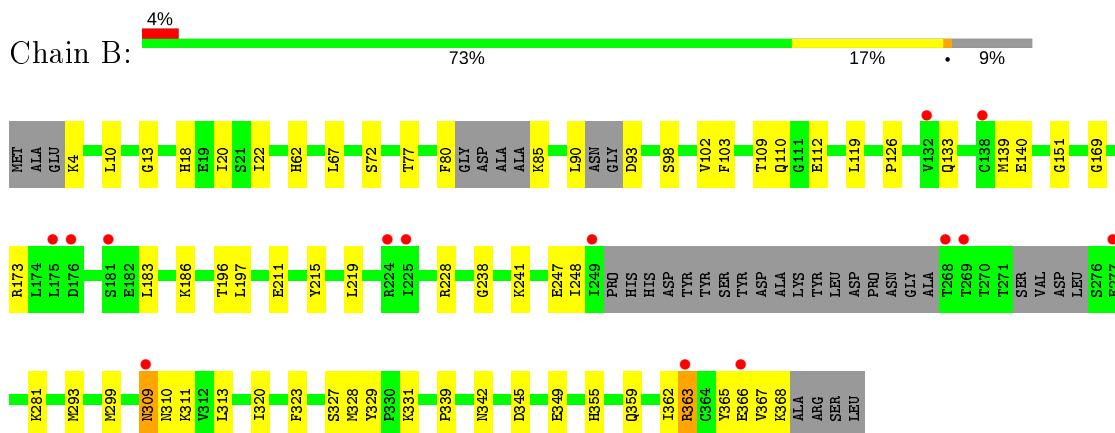 4%
Chain B:
73% 17% • 9%
MET ALA GLU K4 L10 G13 H18 E19 I20 S21 I22 H62 L67 S72 T77 F80 GLY ASP ALA ALA K85 L90 ASN GLY D93 S98 V102 F103 T109 Q110 G111 E112 L119 P126 V132 Q133 C138 M139 E140 G151 G169
R173 L174 L175 D176 S181 E182 L183 K186 T196 L197 E211 Y215 L219 R224 I225 R228 G238 K241 E247 I248 I249 PRO HIS HIS ASP TYR TYR SER TYR ASP ALA LYS TYR LEU ASP PRO ASN GLY ALA T268 T269 T270 T271 SER VAL ASP LEU S276
K281 M293 M299 N309 N310 K311 V312 L313 I320 F323 S327 M328 Y329 P330 K331 P339 N342 D345 E349 H355 Q359 I362 R363 C364 Y365 E366 V367 K368 ALA ARG SER LEU